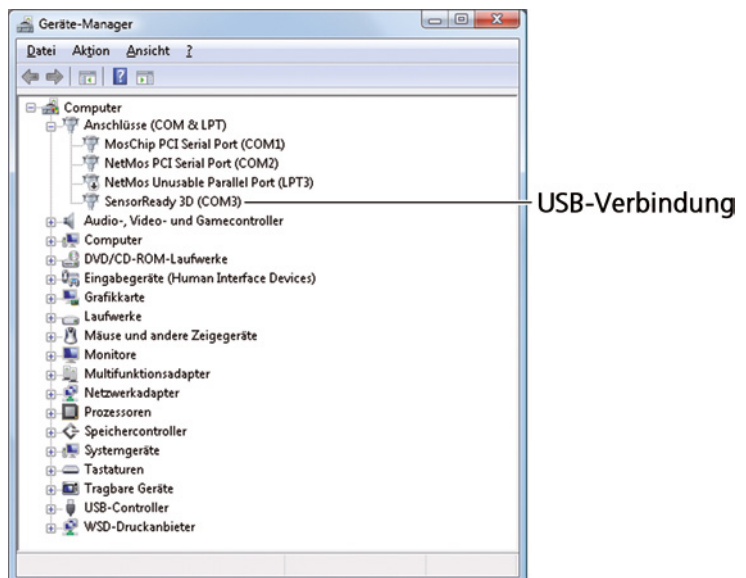 Geräte-Manager
Datei Aktion Ansicht ?
Computer
Anschlüsse (COM & LPT)
MosChip PCI Serial Port (COM1)
NetMos PCI Serial Port (COM2)
NetMos Unusable Parallel Port (LPT3)
SensorReady 3D (COM3)
USB-Verbindung
Audio-, Video- und Gamecontroller
Computer
DVD/CD-ROM-Laufwerke
Eingabegeräte (Human Interface Devices)
Grafikkarte
Laufwerke
Mäuse und andere Zeigegeräte
Monitore
Multifunktionsadapter
Netzwerkadapter
Prozessoren
Speichercontroller
Systemgeräte
Tastaturen
Tragbare Geräte
USB-Controller
WSD-Druckanbieter